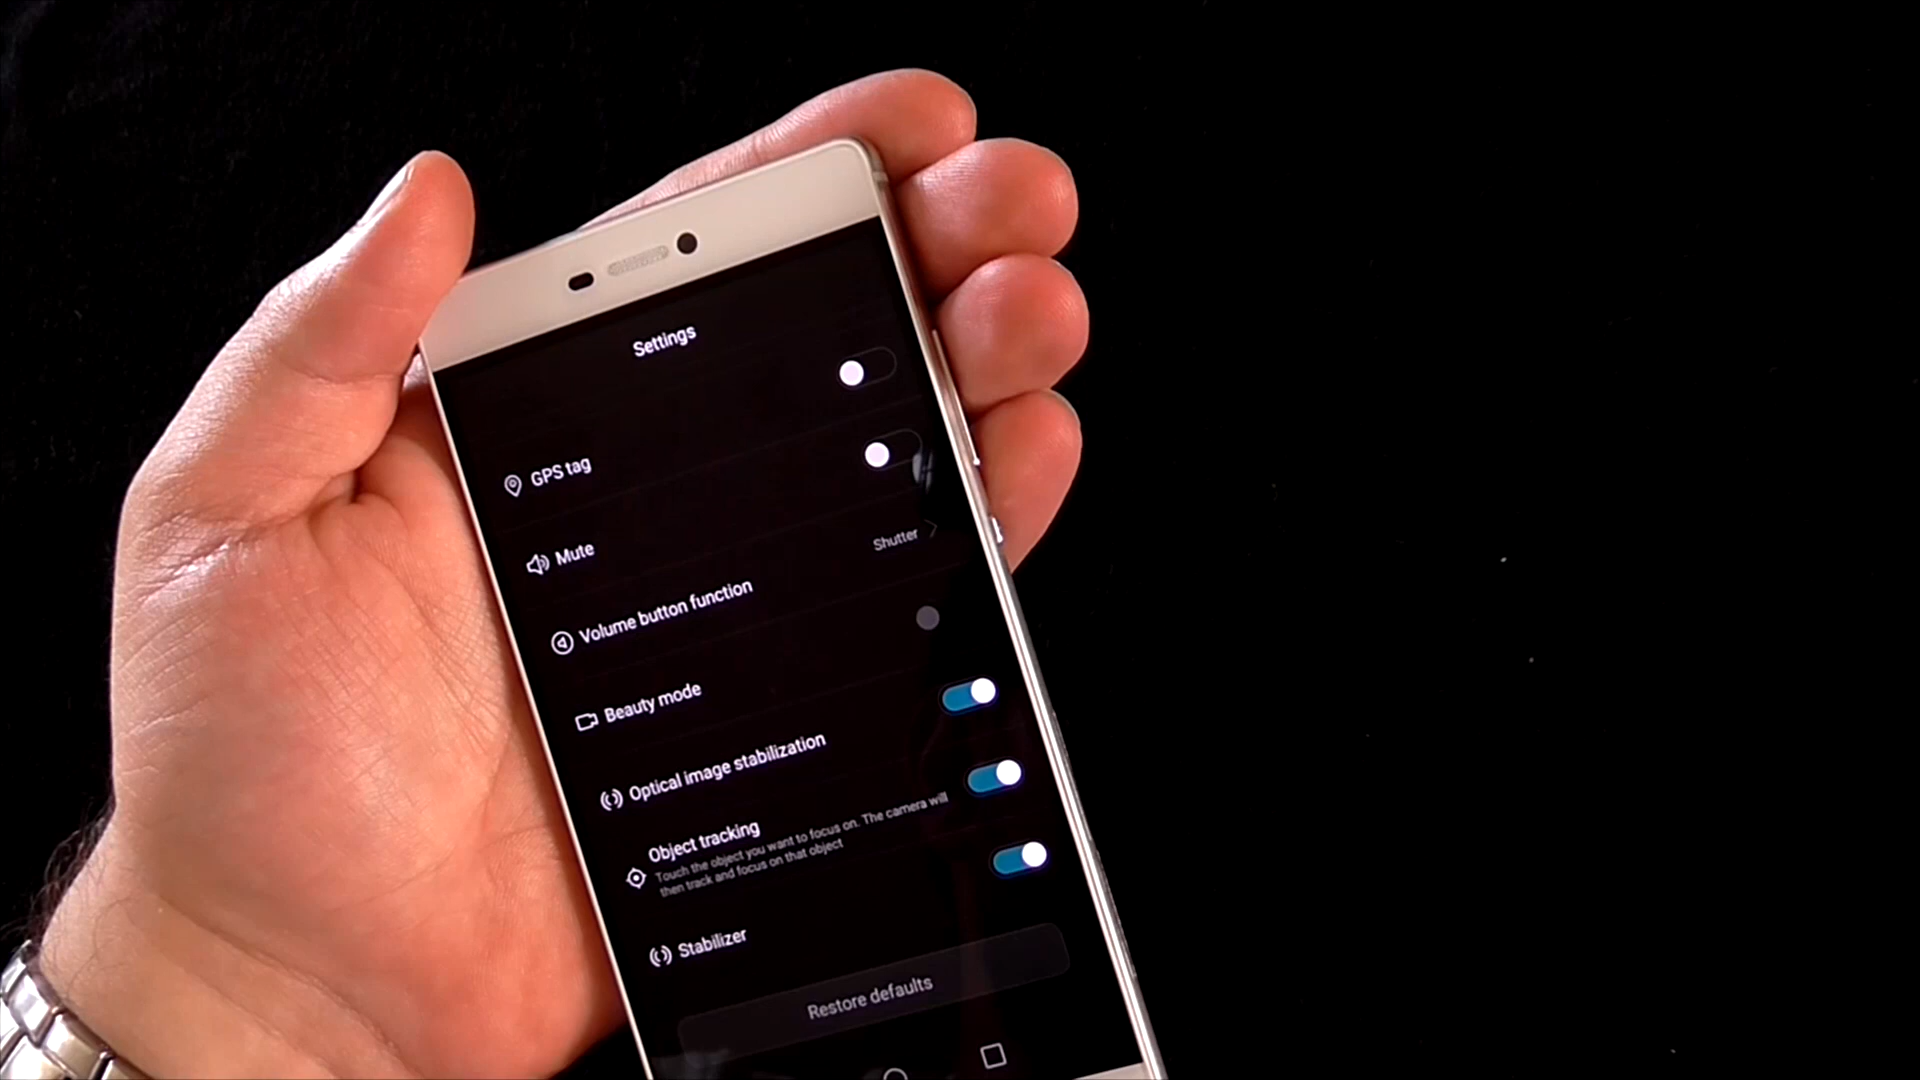 Settings
GPS tag
Mute
Volume button function
Shutter
Beauty mode
Optical image stabilization
Object tracking
Touch the object you want to focus on. The camera will
then track and focus on that object
Stabilizer
Restore defaults